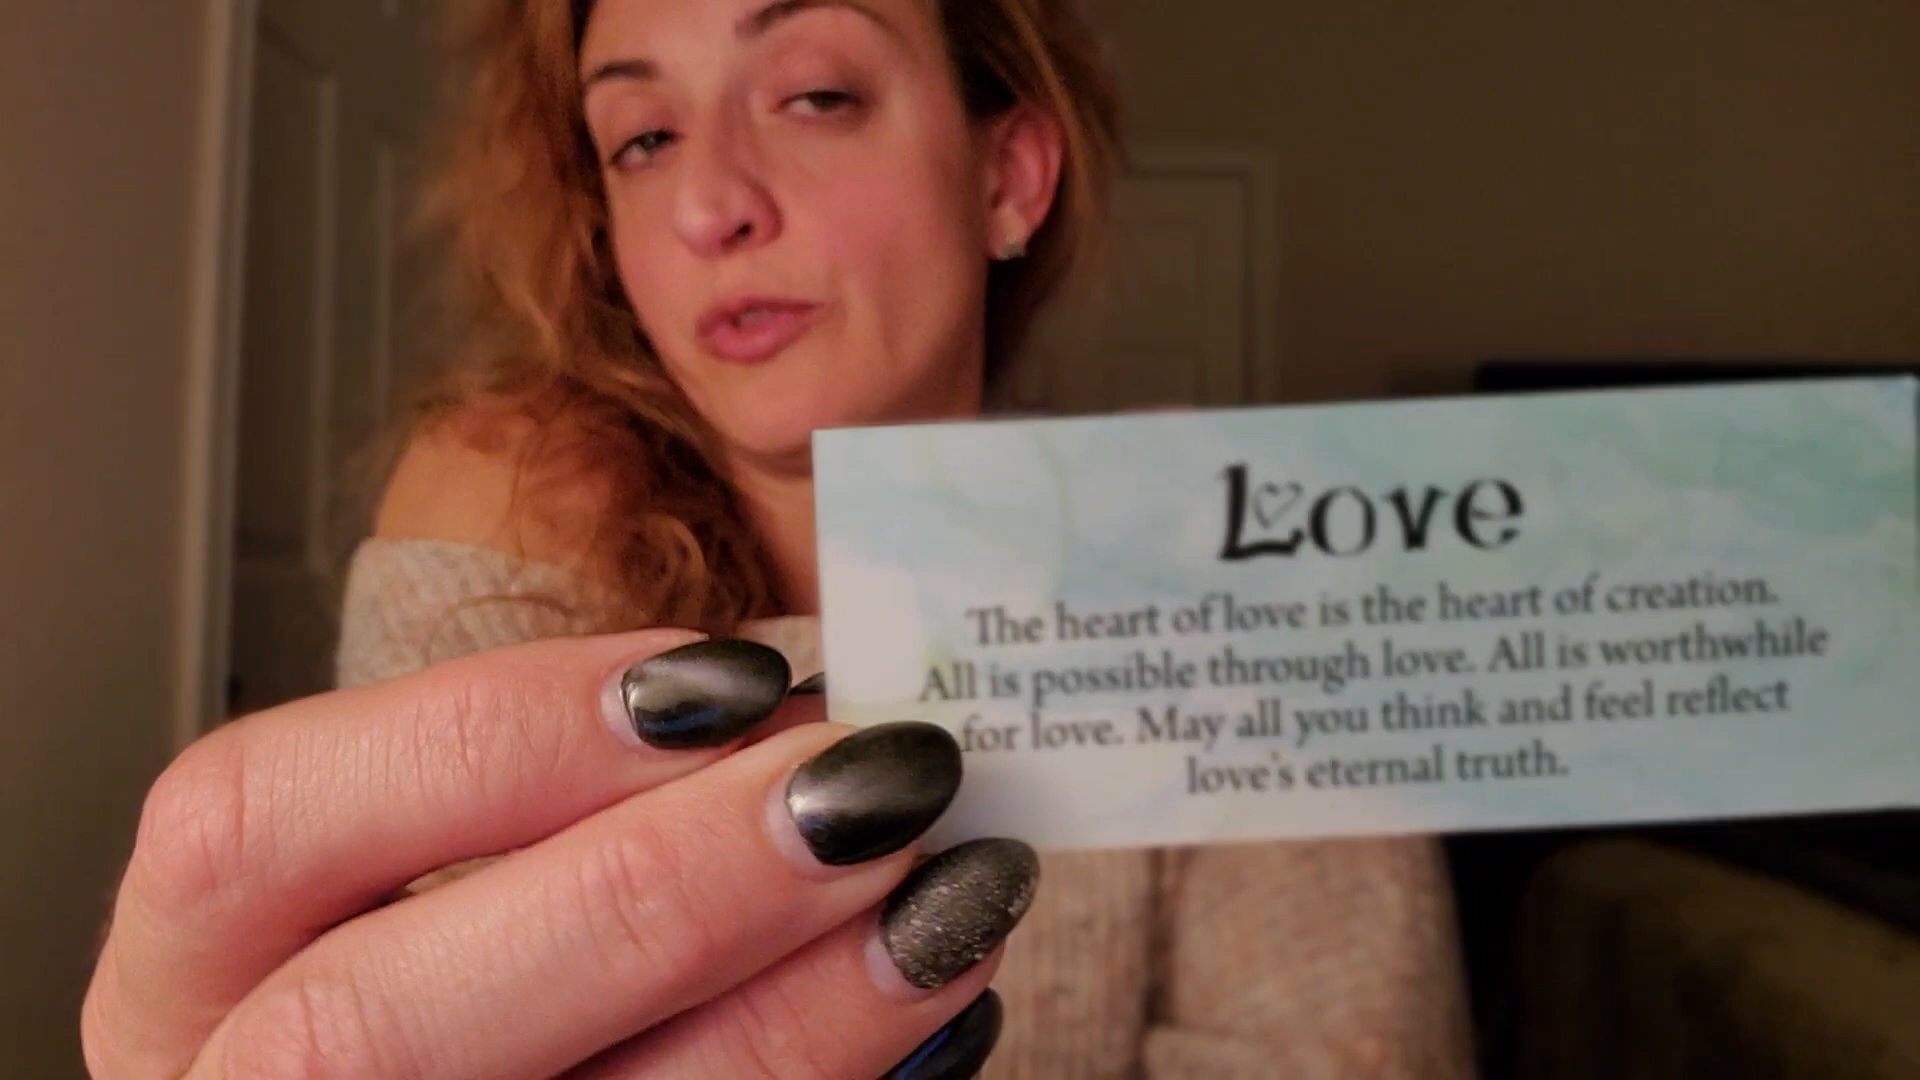 Love
The heart of love is the heart of creation.
All is possible through love. All is worthwhile
for love. May all you think and feel reflect
love's eternal truth.